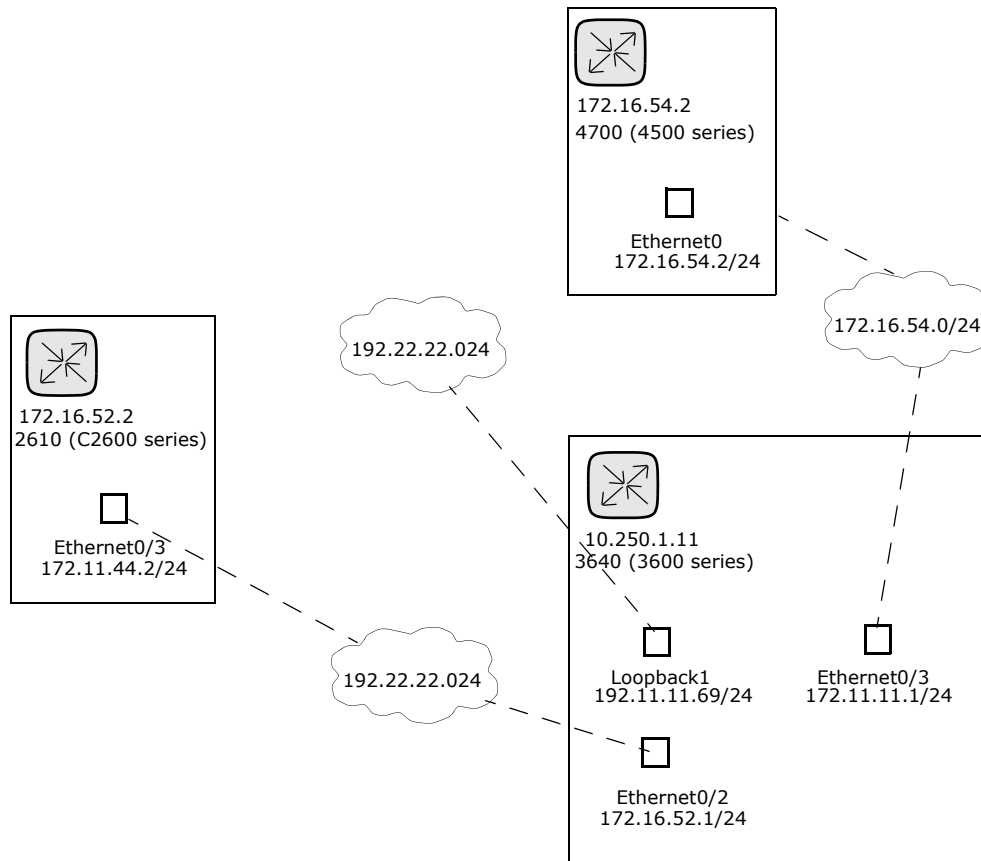 172.16.54.2
4700 (4500 series)
Ethernet0
172.16.54.2/24
172.16.54.0/24
192.22.22.024
172.16.52.2
2610 (C2600 series)
Ethernet0/3
172.11.44.2/24
192.22.22.024
10.250.1.11
3640 (3600 series)
Loopback1
192.11.11.69/24
Ethernet0/3
172.11.11.1/24
Ethernet0/2
172.16.52.1/24